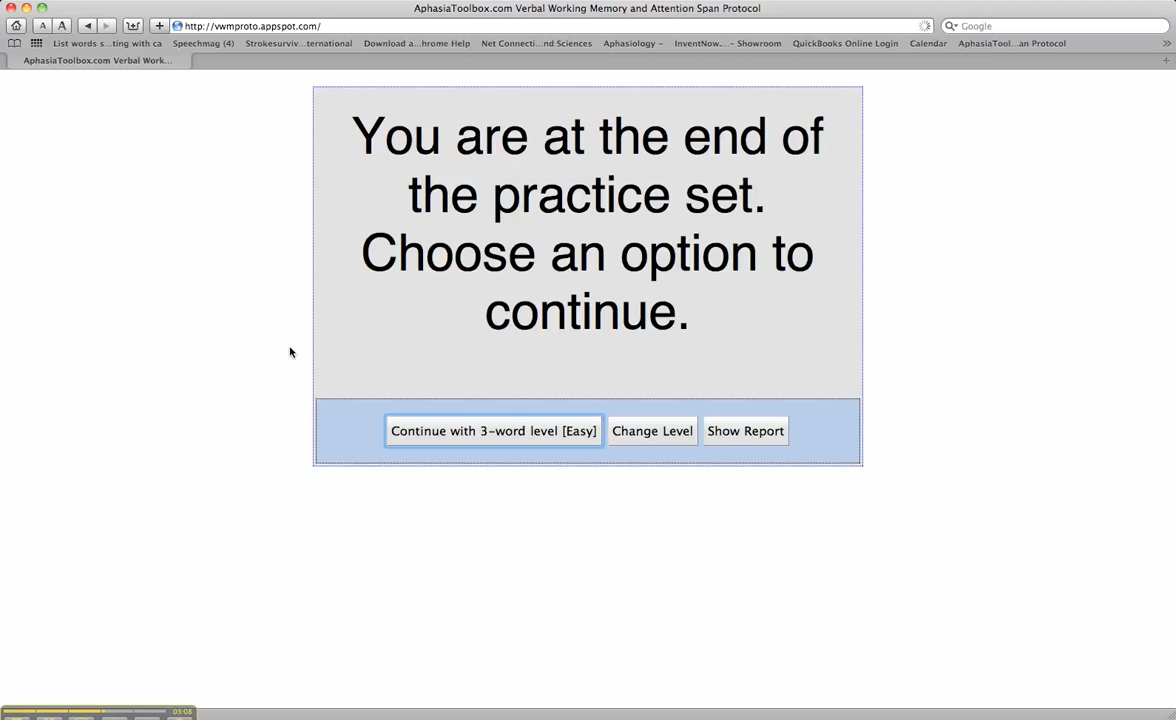 AphasiaToolbox.com Verbal Working Memory and Attention Span Protocol
A A + http://vwmproto.appspot.com/ Google
List words s...ting with ca Speechmag (4) Strokesurviv...ternational Download a...hrome Help Net Connecti...nd Sciences Aphasiology – InventNow.... – Showroom QuickBooks Online Login Calendar AphasiaTool...an Protocol »
AphasiaToolbox.com Verbal Work... +
You are at the end of
the practice set.
Choose an option to
continue.
Continue with 3-word level [Easy] Change Level Show Report
03:08